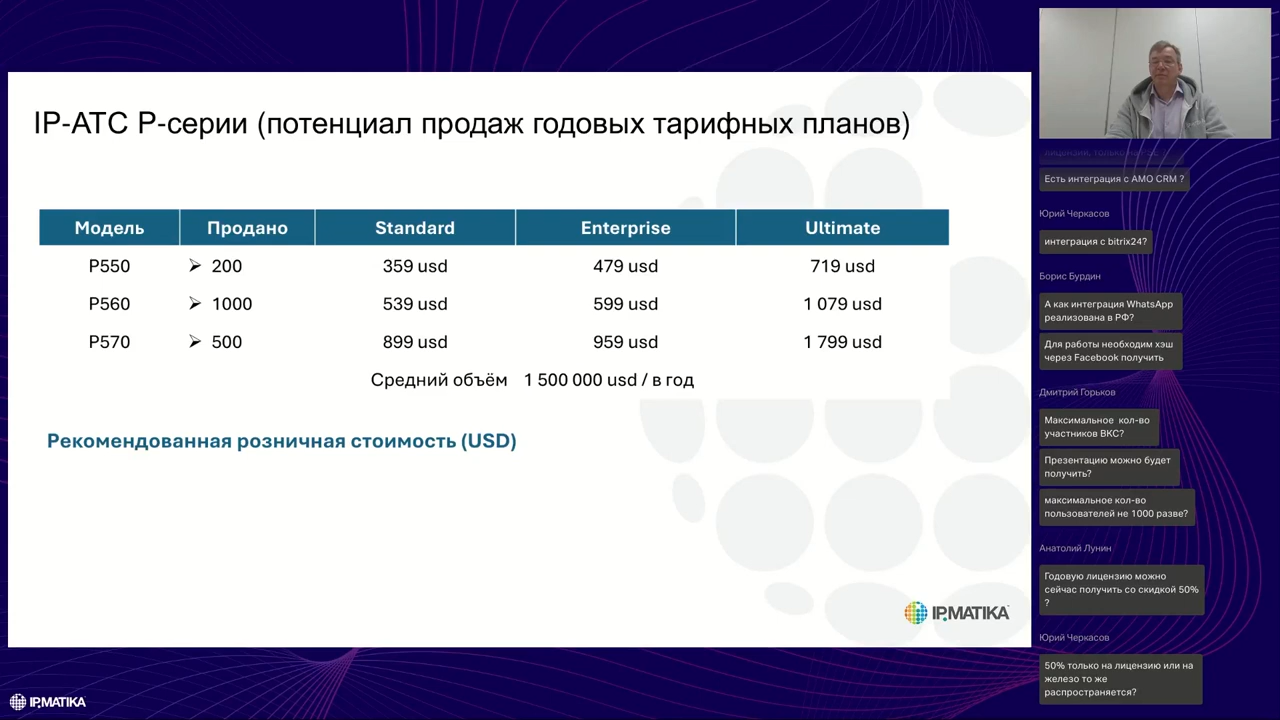 IP-АТС P-серии (потенциал продаж годовых тарифных планов)
Модель Продано Standard Enterprise Ultimate
P550 ➢ 200 359 usd 479 usd 719 usd
P560 ➢ 1000 539 usd 599 usd 1 079 usd
P570 ➢ 500 899 usd 959 usd 1 799 usd
Средний объём 1 500 000 usd / в год
Рекомендованная розничная стоимость (USD)
IP.MATIKA
IP.MATIKA
Есть интеграция с AMO CRM ?
Юрий Черкасов
интеграция с bitrix24?
Борис Бурдин
А как интеграция WhatsApp
реализована в РФ?
Для работы необходим хэш
через Facebook получить
Дмитрий Горьков
Максимальное кол-во
участников ВКС?
Презентацию можно будет
получить?
максимальное кол-во
пользователей не 1000 разве?
Анатолий Лунин
Годовую лицензию можно
сейчас получить со скидкой 50%
?
Юрий Черкасов
50% только на лицензию или на
железо то же
распространяется?